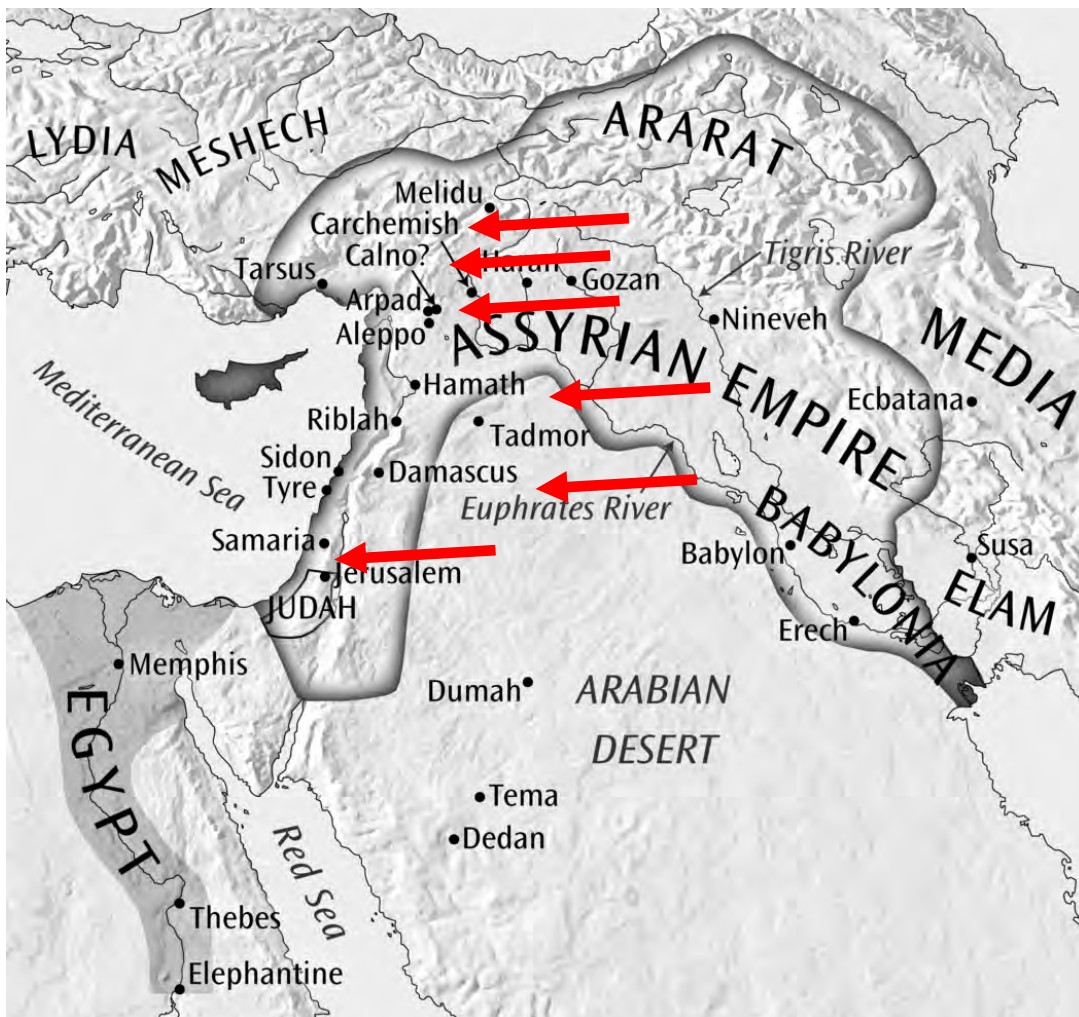 LYDIA
MESHECH
ARARAT
Melidu
Carchemish
Calno?
Haran
Gozan
Tigris River
Tarsus
Arpad
Aleppo
Nineveh
ASSYRIAN EMPIRE
MEDIA
Mediterranean Sea
Hamath
Ecbatana
Riblah
Tadmor
Sidon
Damascus
Tyre
Euphrates River
Samaria
Babylon
BABYLONIA
Susa
Jerusalem
ELAM
JUDAH
Erech
Memphis
EGYPT
Dumah
ARABIAN
DESERT
Tema
Dedan
Red Sea
Thebes
Elephantine